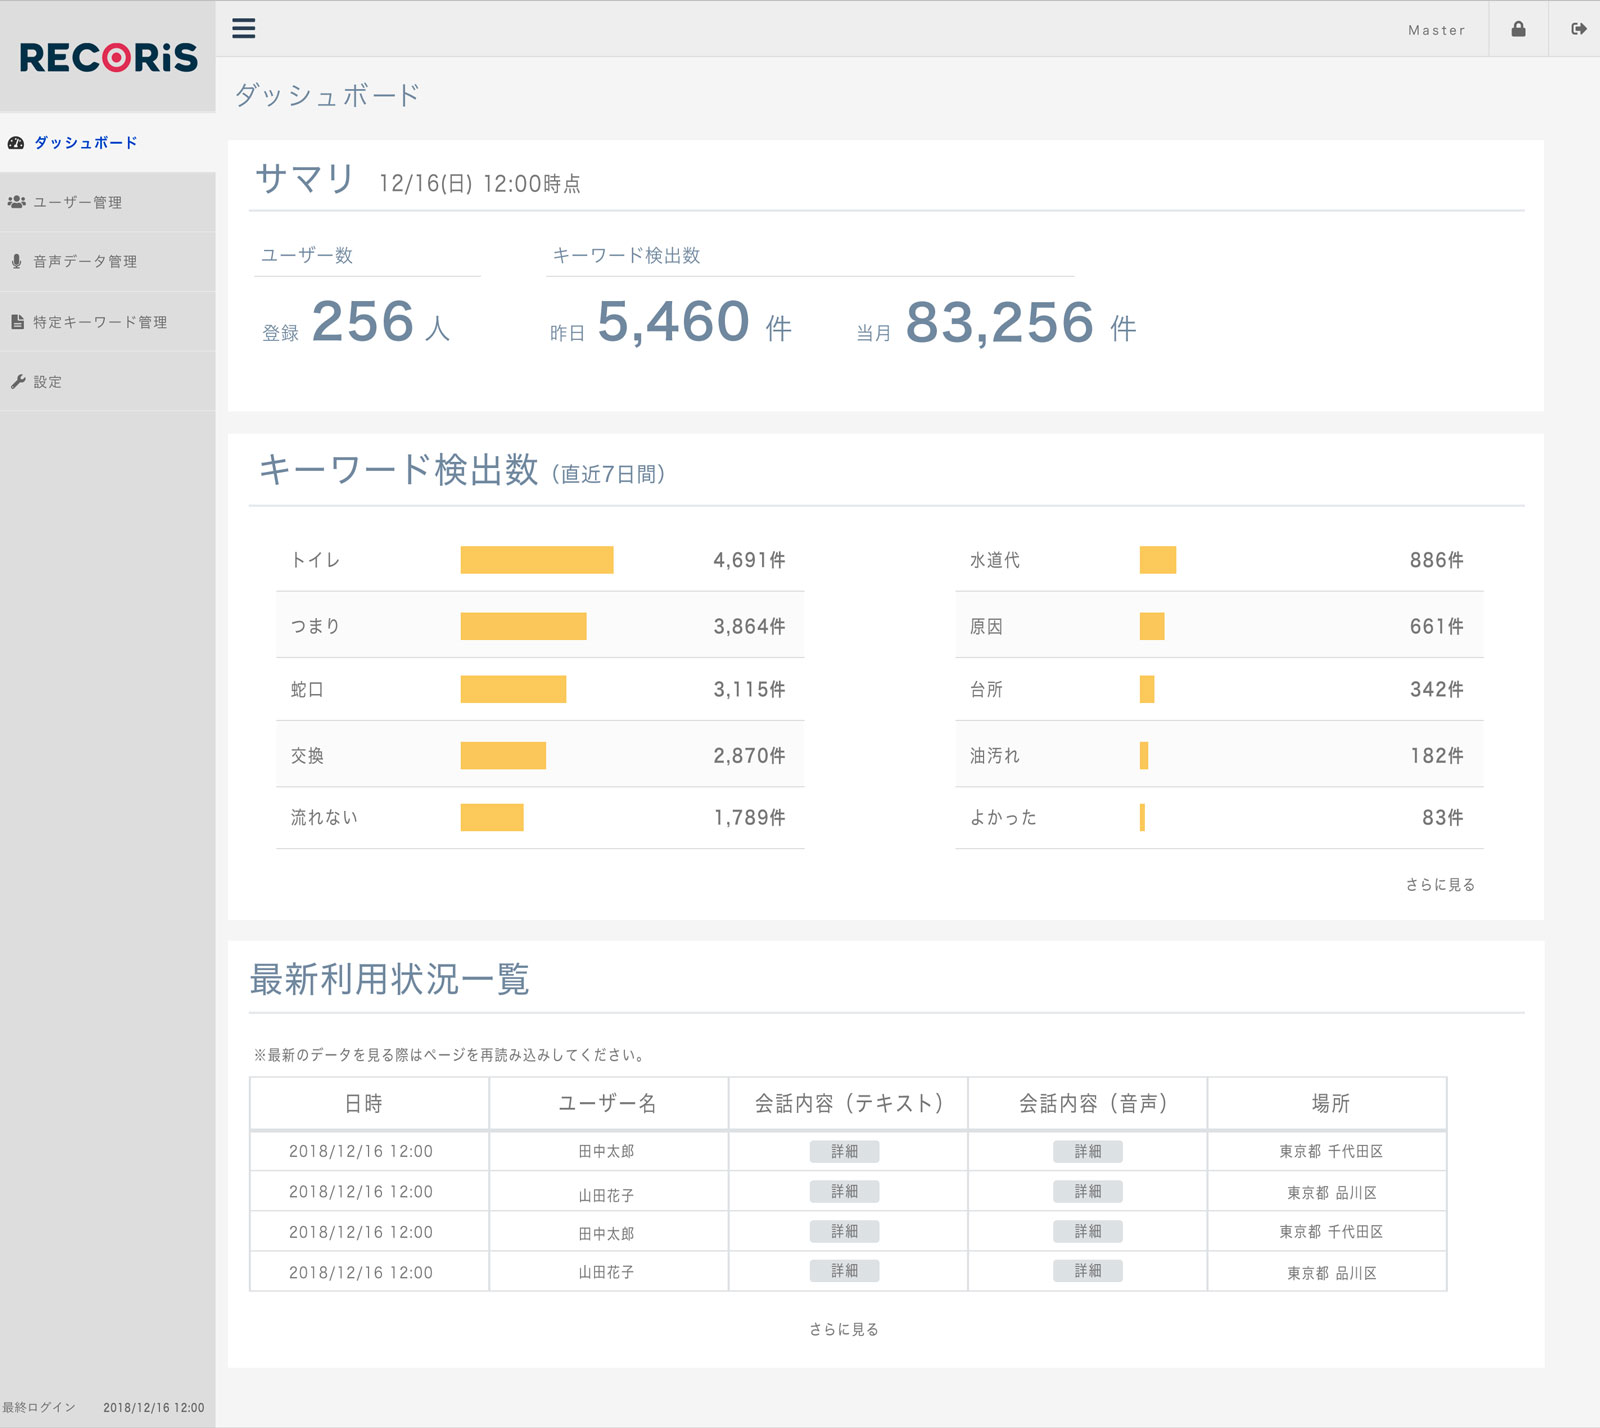 RECORiS
Master
ダッシュボード
ダッシュボード
ユーザー管理
音声データ管理
特定キーワード管理
設定
サマリ 12/16(日) 12:00時点
ユーザー数 キーワード検出数
登録 256 人 昨日 5,460 件 当月 83,256 件
キーワード検出数（直近7日間）
トイレ 4,691件
つまり 3,864件
蛇口 3,115件
交換 2,870件
流れない 1,789件
水道代 886件
原因 661件
台所 342件
油汚れ 182件
よかった 83件
さらに見る
最新利用状況一覧
※最新のデータを見る際はページを再読み込みしてください。
日時 ユーザー名 会話内容（テキスト） 会話内容（音声） 場所
2018/12/16 12:00 田中太郎 詳細 詳細 東京都 千代田区
2018/12/16 12:00 山田花子 詳細 詳細 東京都 品川区
2018/12/16 12:00 田中太郎 詳細 詳細 東京都 千代田区
2018/12/16 12:00 山田花子 詳細 詳細 東京都 品川区
さらに見る
最終ログイン 2018/12/16 12:00